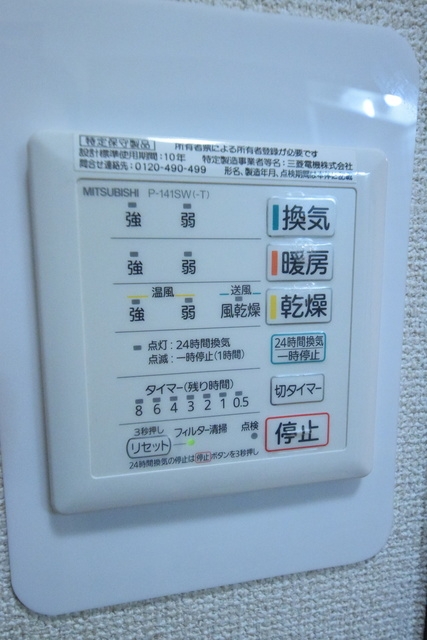 特定保守製品 所有者票による所有者登録が必要です
設計標準使用期間:10年 特定製造事業者等名:三菱電機株式会社
問合せ連絡先:0120-490-499 形名、製造年月、点検期間は本体に記載
MITSUBISHI P-141SW(-T)
強 弱 換気
強 弱 暖房
温風 送風
強 弱 風乾燥 乾燥
点灯:24時間換気
点滅:一時停止(1時間)
24時間換気
一時停止
タイマー(残り時間)
8 6 4 3 2 1 0.5
切タイマー
3秒押し
リセット フィルター清掃 点検
停止
24時間換気の停止は停止ボタンを3秒押し